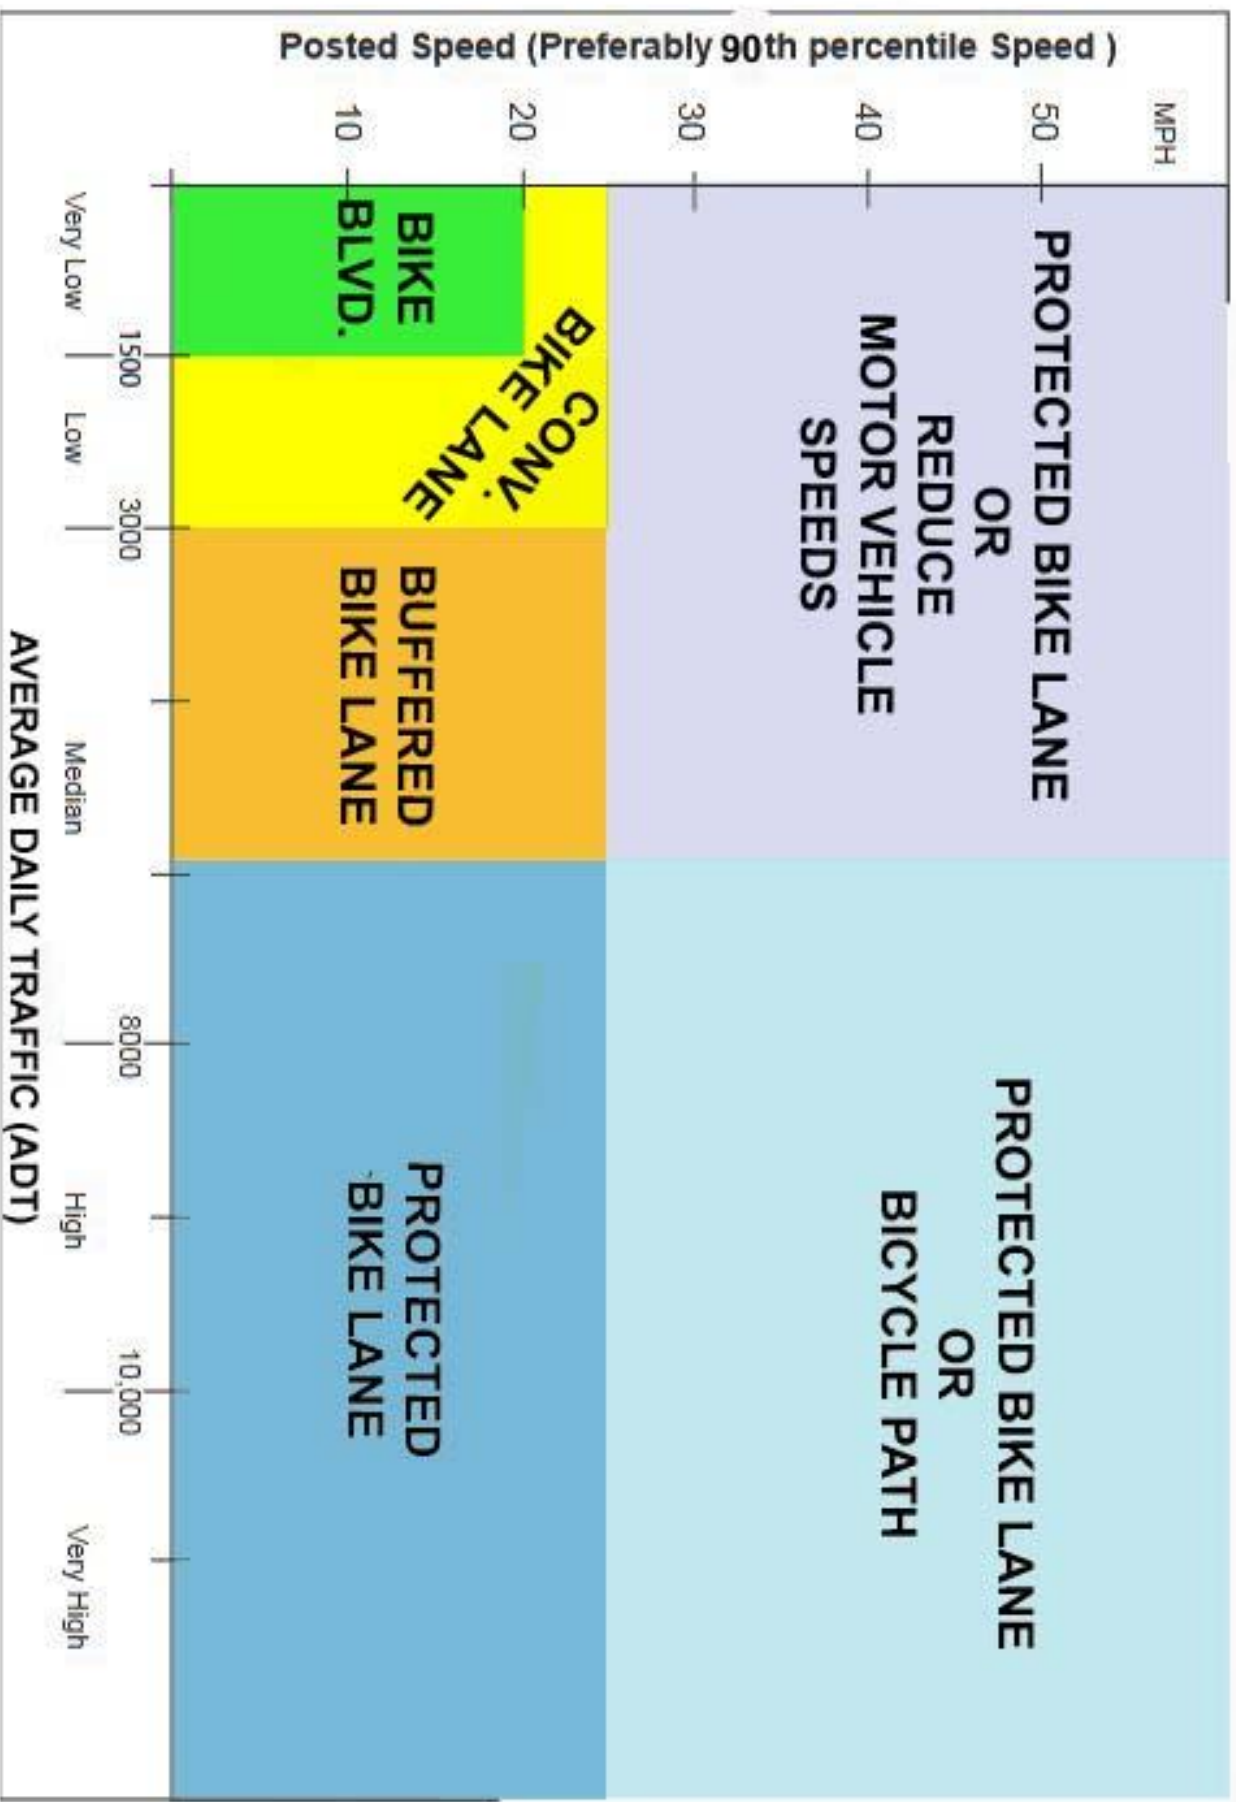 Posted Speed (Preferably 90th percentile Speed )
MPH
50
40
30
20
10
PROTECTED BIKE LANE
OR
REDUCE
MOTOR VEHICLE
SPEEDS
PROTECTED BIKE LANE
OR
BICYCLE PATH
BIKE
BLVD.
CONV.
BIKE LANE
BUFFERED
BIKE LANE
PROTECTED
BIKE LANE
1500
3000
8000
10,000
Very Low
Low
Median
High
Very High
AVERAGE DAILY TRAFFIC (ADT)